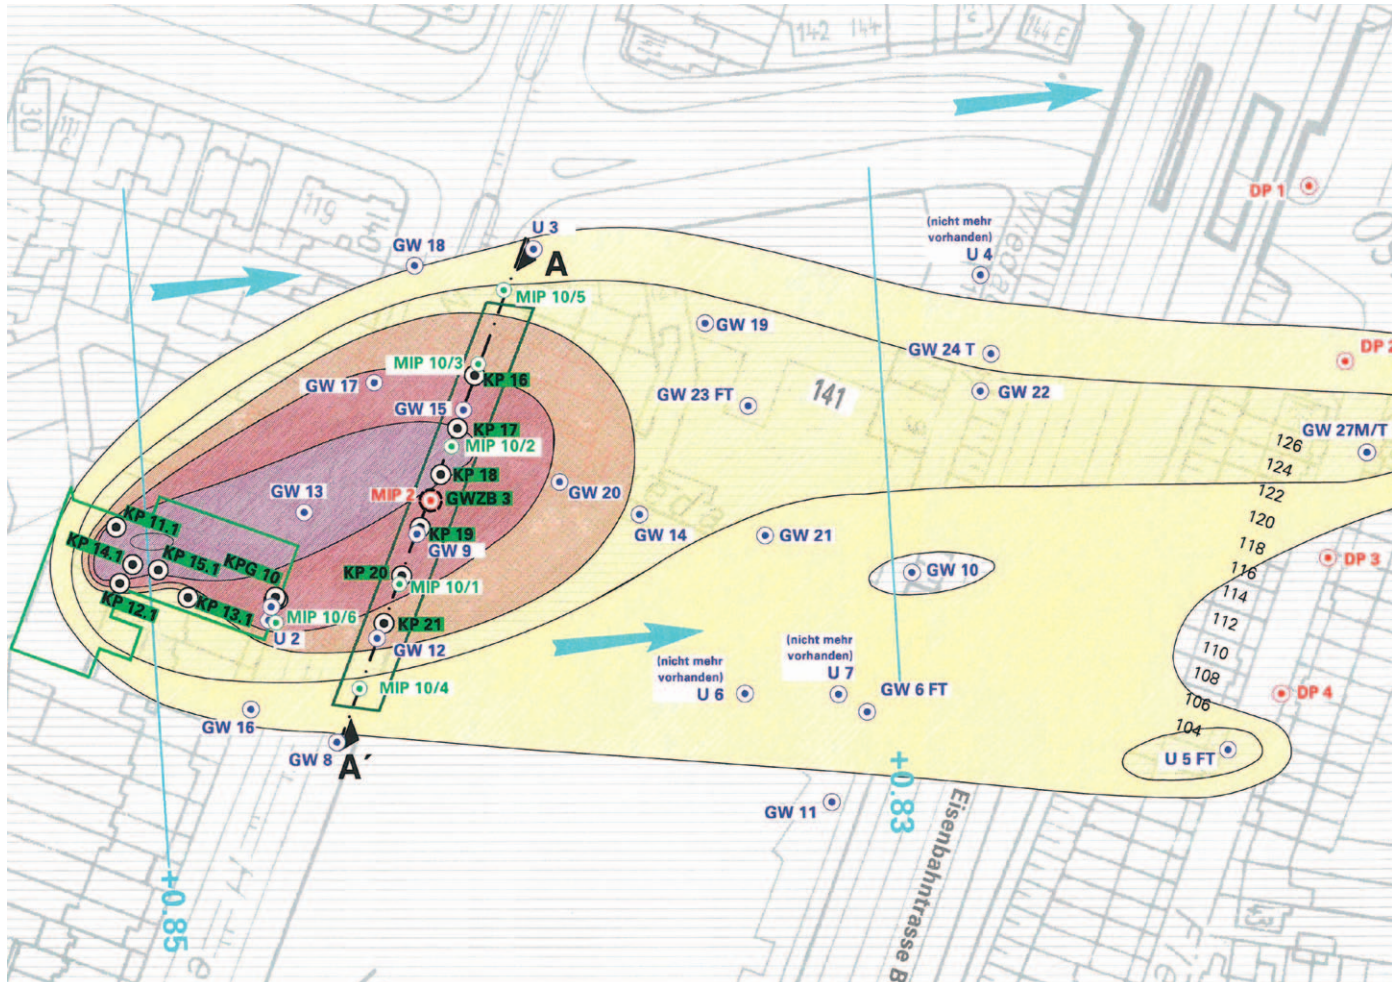 142 144
c
144 E
30
111
c
119
140
DP 1
(nicht mehr
vorhanden)
U 4
U 3
A
GW 18
MIP 10/5
GW 19
GW 24 T
DP 2
MIP 10/3
KP 16
GW 17
GW 22
141
GW 23 FT
GW 15
KP 17
GW 27M/T
MIP 10/2
126
124
122
120
118
116
114
112
110
108
106
104
KP 18
MIP 2
GWZB 3
GW 20
GW 13
KP 11.1
KP 19
GW 9
GW 14
GW 21
KP 14.1
KP 15.1
KPG 10
KP 20
GW 10
DP 3
MIP 10/1
KP 12.1
KP 13.1
MIP 10/6
U 2
KP 21
GW 12
(nicht mehr
vorhanden)
U 7
(nicht mehr
vorhanden)
U 6
GW 6 FT
MIP 10/4
DP 4
GW 16
GW 8
A´
U 5 FT
+0.83
GW 11
Eisenbahntrasse B
+0.85
43